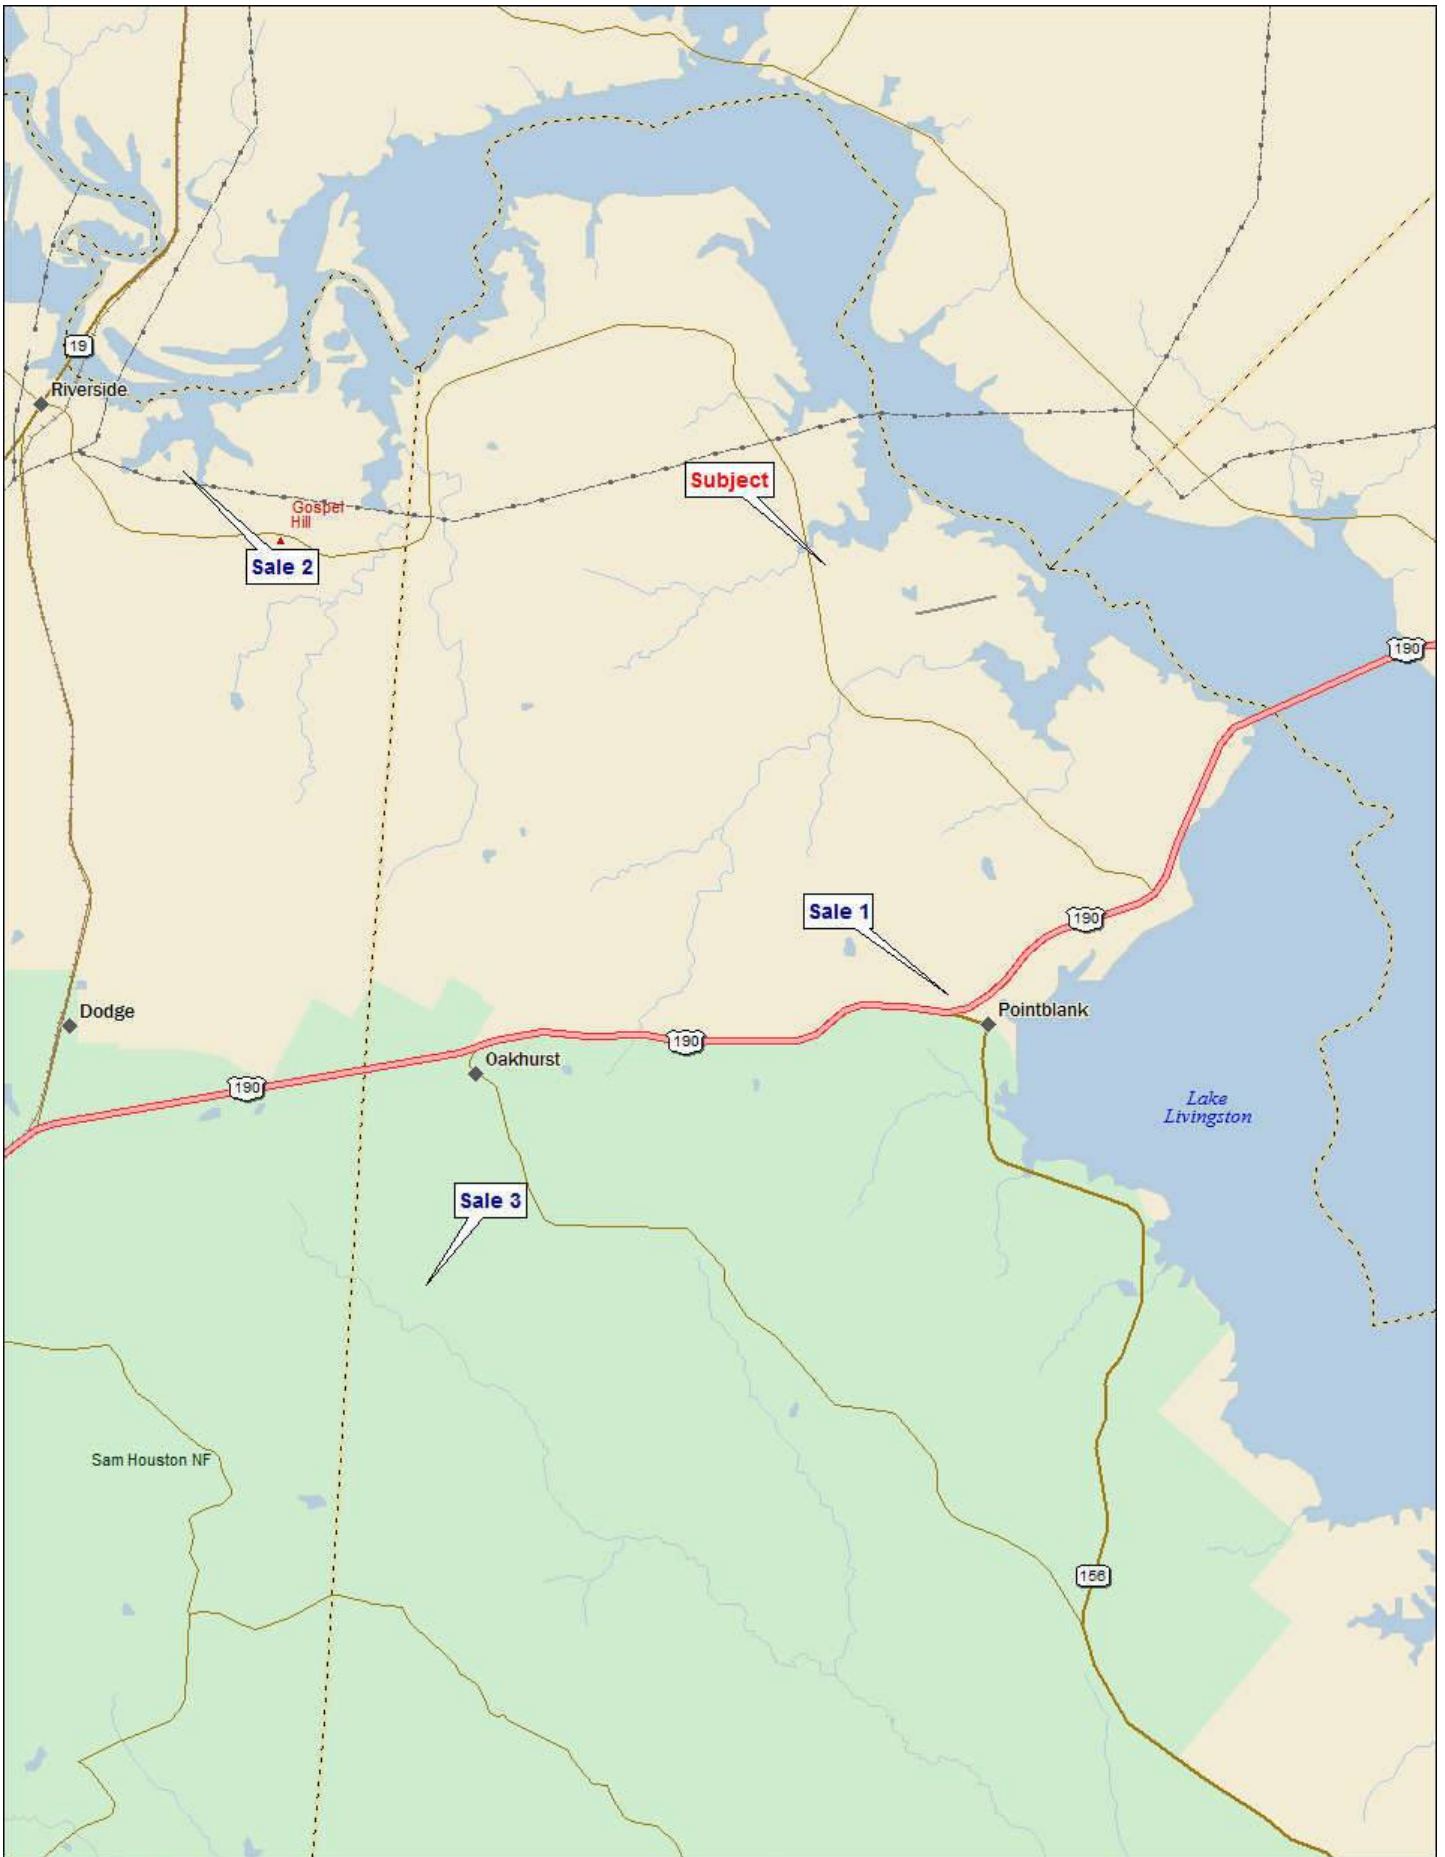 19
Riverside
Subject
Gospel
Hill
Sale 2
190
Sale 1
190
Dodge
Pointblank
190
Oakhurst
190
Lake
Livingston
Sale 3
Sam Houston NF
156